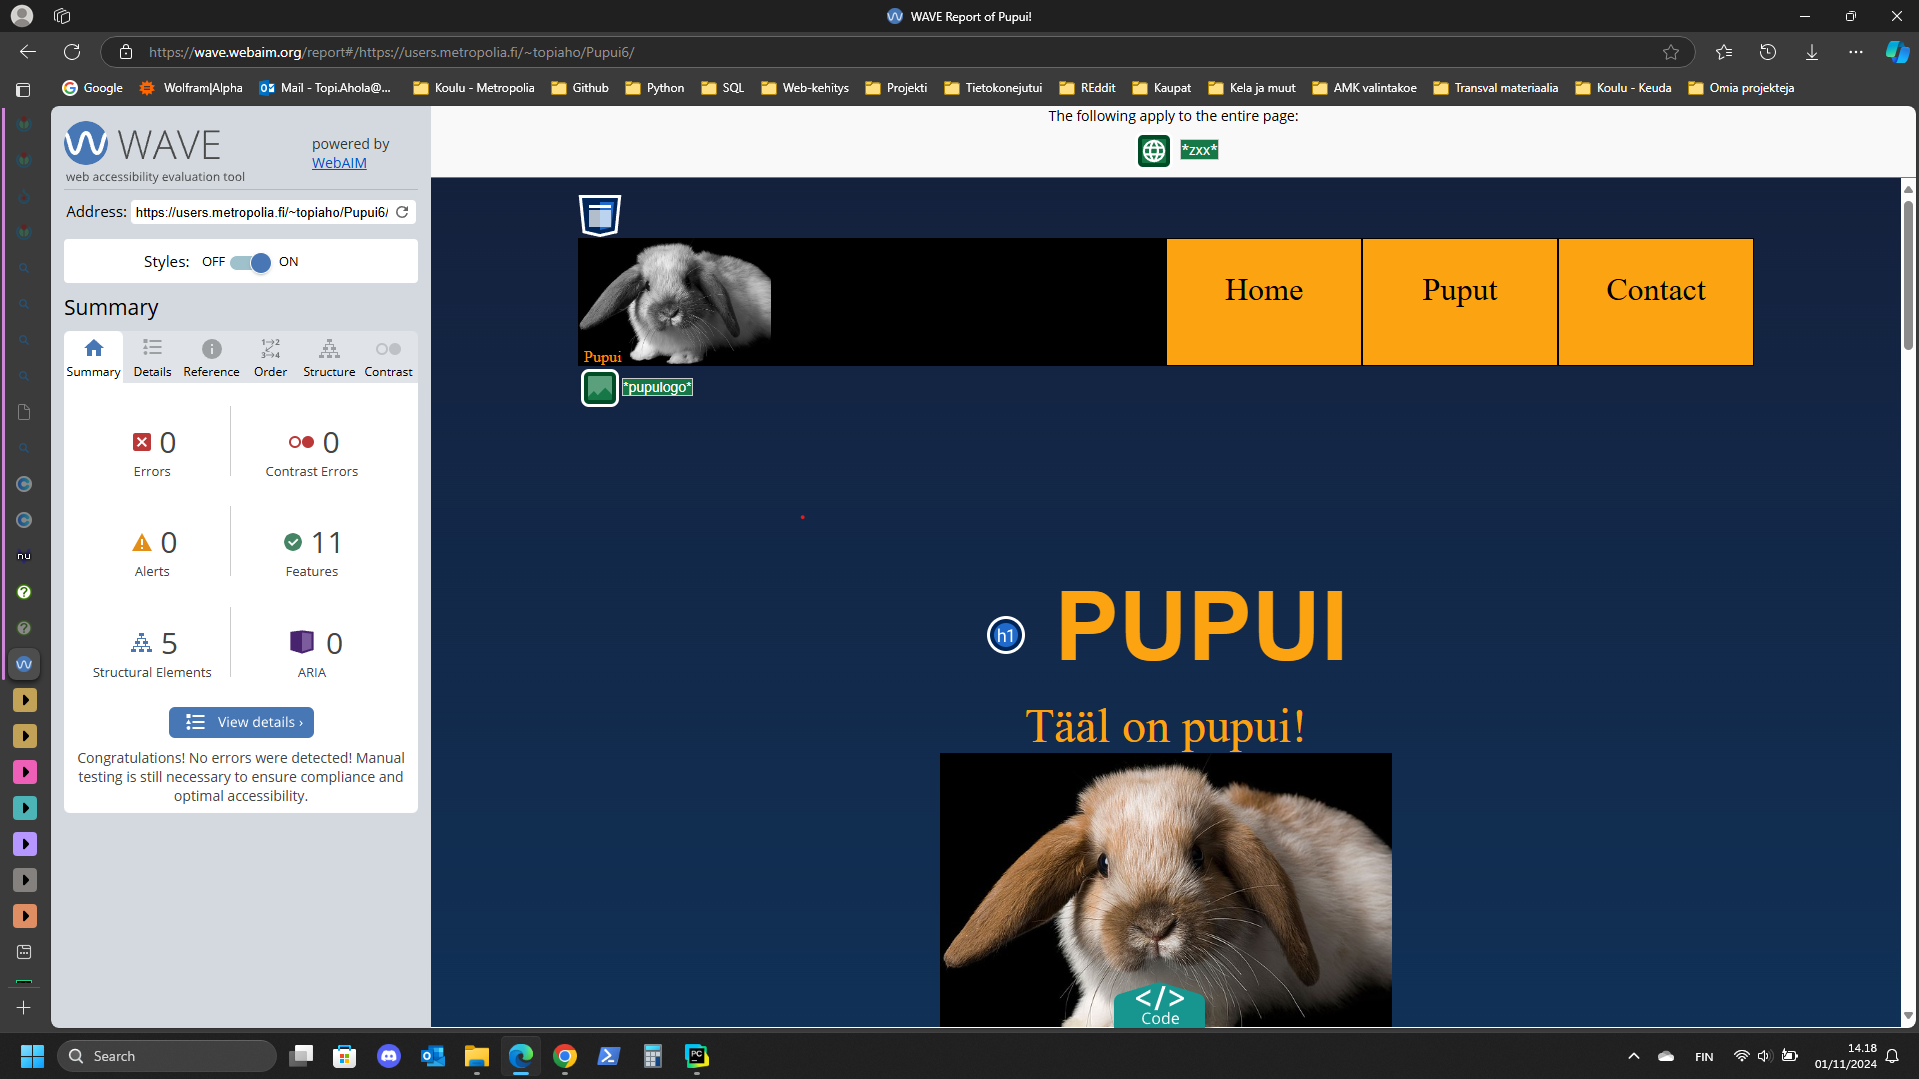 WAVE Report of Pupui!
https://wave.webaim.org/report#/https://users.metropolia.fi/~topiaho/Pupui6/
Google
Wolfram|Alpha
Mail - Topi.Ahola@...
Koulu - Metropolia
Github
Python
SQL
Web-kehitys
Projekti
Tietokonejutui
REddit
Kaupat
Kela ja muut
AMK valintakoe
Transval materiaalia
Koulu - Keuda
Omia projekteja
WAVE
web accessibility evaluation tool
powered by
WebAIM
Address: https://users.metropolia.fi/~topiaho/Pupui6/
Styles: OFF ON
Summary
Summary
Details
Reference
Order
Structure
Contrast
0
Errors
0
Contrast Errors
0
Alerts
11
Features
5
Structural Elements
0
ARIA
View details ›
Congratulations! No errors were detected! Manual
testing is still necessary to ensure compliance and
optimal accessibility.
The following apply to the entire page:
*zxx*
Pupui
Home
Puput
Contact
*pupulogo*
h1
PUPUI
Tääl on pupui!
</>
Code
nu
Search
PC
FIN
14.18
01/11/2024